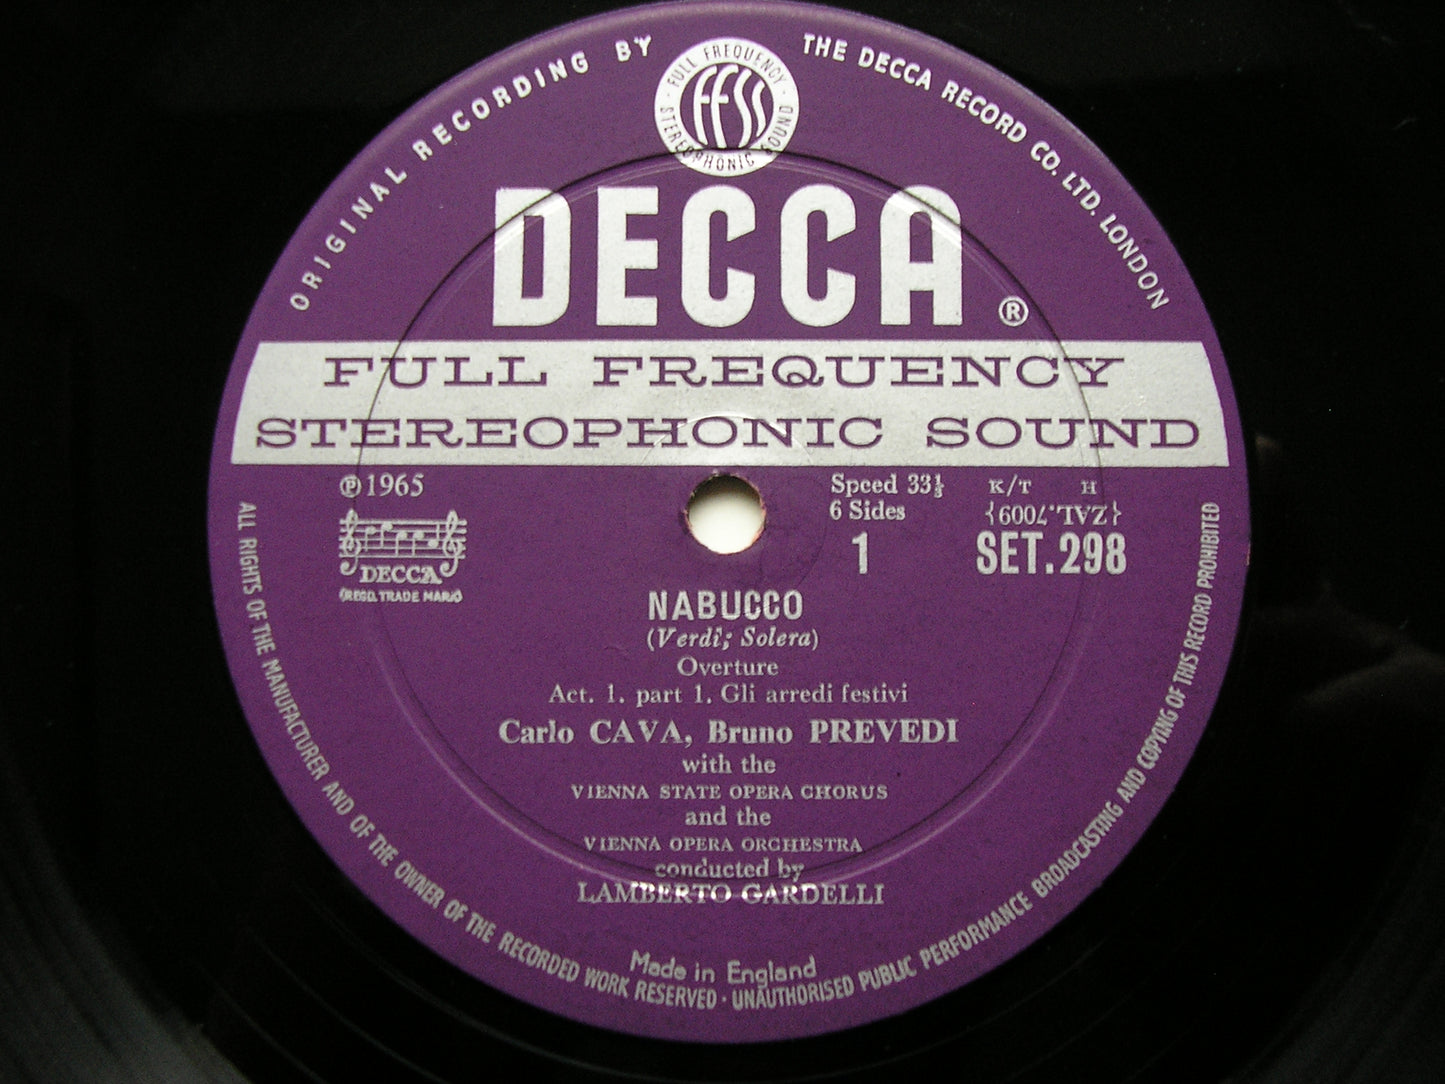 ORIGINAL RECORDING BY THE DECCA RECORD CO. LTD. LONDON
FULL FREQUENCY
FFSS
STEREOPHONIC SOUND
DECCA ®
FULL FREQUENCY
STEREOPHONIC SOUND
℗ 1965
DECCA
(REGD. TRADE MARK)
Speed 33⅓
6 Sides
1
K/T H
{ZAL.7009}
SET.298
NABUCCO
(Verdi; Solera)
Overture
Act. 1. part 1. Gli arredi festivi
Carlo CAVA, Bruno PREVEDI
with the
VIENNA STATE OPERA CHORUS
and the
VIENNA OPERA ORCHESTRA
conducted by
LAMBERTO GARDELLI
Made in England
ALL RIGHTS OF THE MANUFACTURER AND OF THE OWNER OF THE RECORDED WORK RESERVED · UNAUTHORISED PUBLIC PERFORMANCE BROADCASTING AND COPYING OF THIS RECORD PROHIBITED